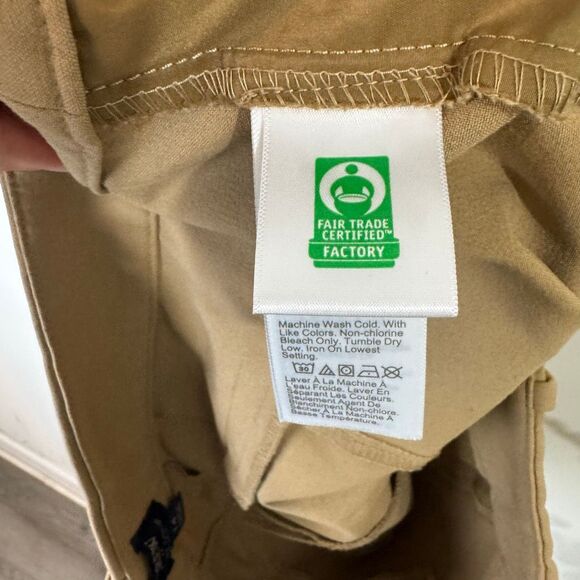 FAIR TRADE
CERTIFIED™
FACTORY
Machine Wash Cold. With
Like Colors. Non-chlorine
Bleach Only. Tumble Dry
Low. Iron On Lowest
Setting.
30
Laver À La Machine À
Eau Froide. Laver En
Séparant Les Couleurs.
Seulement Agent De
Blanchiment Non-chlore.
Sécher À La Machine À
Basse Température.